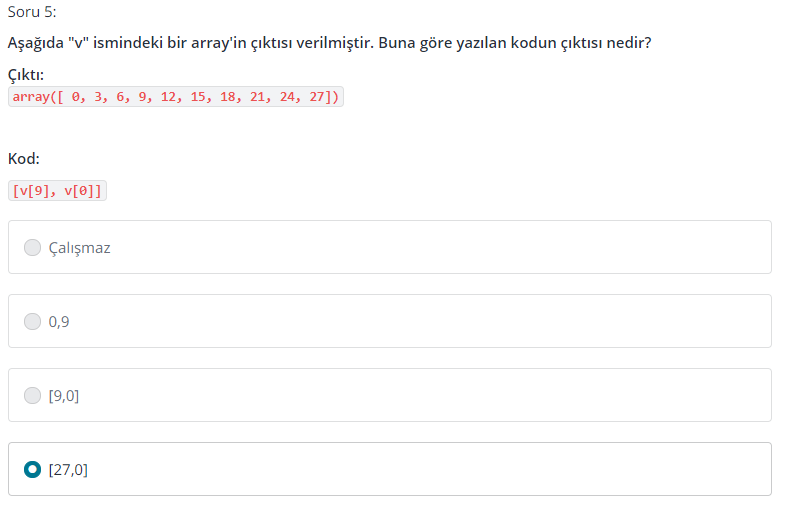 Soru 5:
Aşağıda "v" ismindeki bir array'in çıktısı verilmiştir. Buna göre yazılan kodun çıktısı nedir?
Çıktı:
array([ 0, 3, 6, 9, 12, 15, 18, 21, 24, 27])
Kod:
[v[9], v[0]]
Çalışmaz
0,9
[9,0]
[27,0]